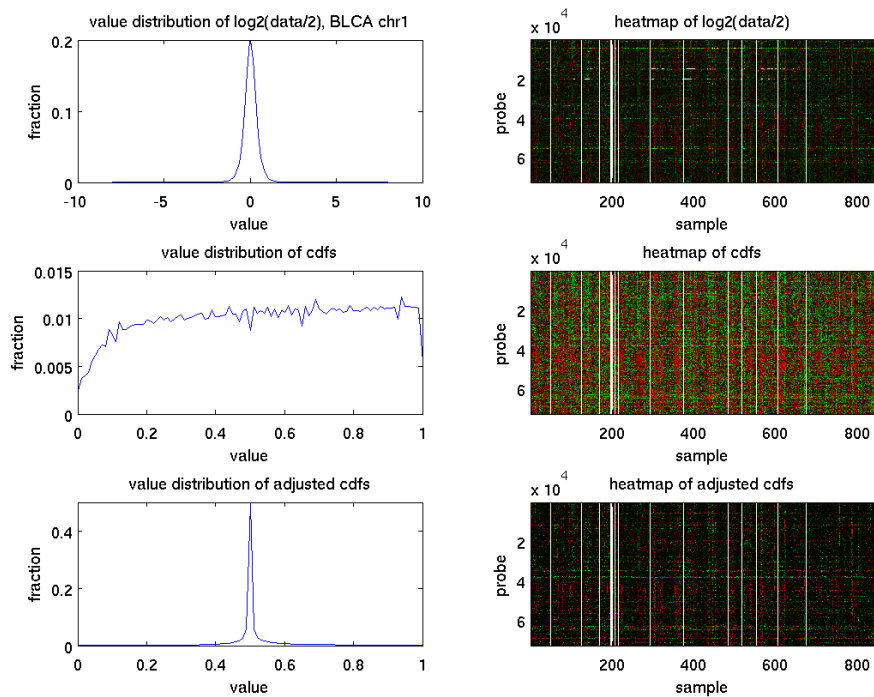 value distribution of log2(data/2), BLCA chr1
0.2
0.1
0
-10 -5 0 5 10
fraction
value
heatmap of log2(data/2)
x 10^4
2
4
6
200 400 600 800
probe
sample
value distribution of cdfs
0.015
0.01
0.005
0
0 0.2 0.4 0.6 0.8 1
fraction
value
heatmap of cdfs
x 10^4
2
4
6
200 400 600 800
probe
sample
value distribution of adjusted cdfs
0.4
0.2
0
0 0.2 0.4 0.6 0.8 1
fraction
value
heatmap of adjusted cdfs
x 10^4
2
4
6
200 400 600 800
probe
sample